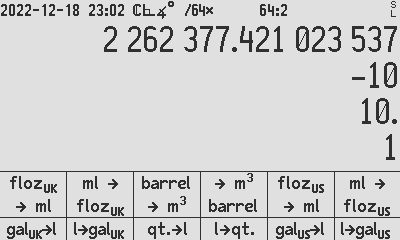 2022-12-18 23:02 ℂ∟∡° /64× 64:2 S L
2 262 377.421 023 537
-10
10.
1
flozUK → ml ml → flozUK barrel → m³ → m³ barrel flozUS → ml ml → flozUS
galUK→l l→galUK qt.→l l→qt. galUS→l l→galUS